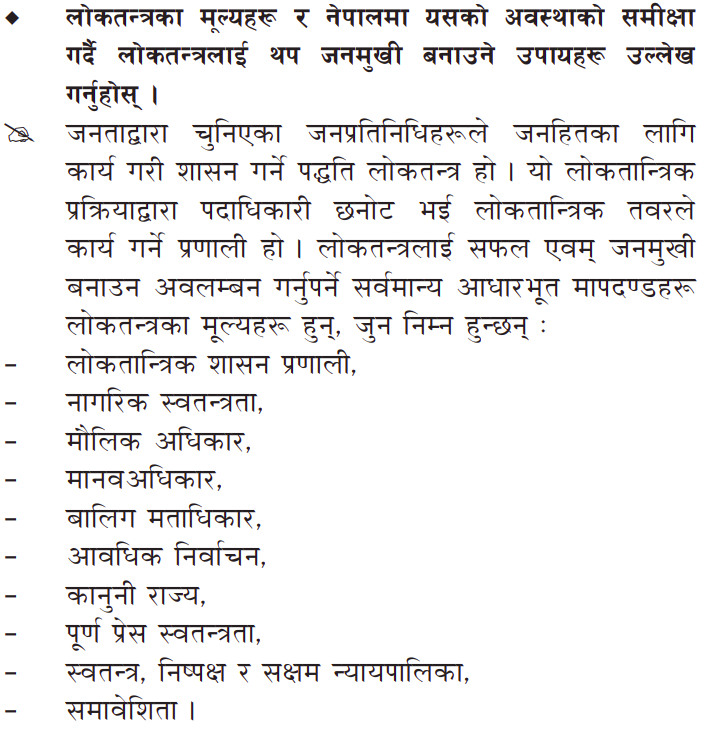 ◆ लोकतन्त्रका मूल्यहरू र नेपालमा यसको अवस्थाको समीक्षा
गर्दै लोकतन्त्रलाई थप जनमुखी बनाउने उपायहरू उल्लेख
गर्नुहोस् ।
✍ जनताद्वारा चुनिएका जनप्रतिनिधिहरूले जनहितका लागि
कार्य गरी शासन गर्ने पद्धति लोकतन्त्र हो । यो लोकतान्त्रिक
प्रक्रियाद्वारा पदाधिकारी छनोट भई लोकतान्त्रिक तवरले
कार्य गर्ने प्रणाली हो । लोकतन्त्रलाई सफल एवम् जनमुखी
बनाउन अवलम्बन गर्नुपर्ने सर्वमान्य आधारभूत मापदण्डहरू
लोकतन्त्रका मूल्यहरू हुन्, जुन निम्न हुन्छन् :
– लोकतान्त्रिक शासन प्रणाली,
– नागरिक स्वतन्त्रता,
– मौलिक अधिकार,
– मानवअधिकार,
– बालिग मताधिकार,
– आवधिक निर्वाचन,
– कानुनी राज्य,
– पूर्ण प्रेस स्वतन्त्रता,
– स्वतन्त्र, निष्पक्ष र सक्षम न्यायपालिका,
– समावेशिता ।